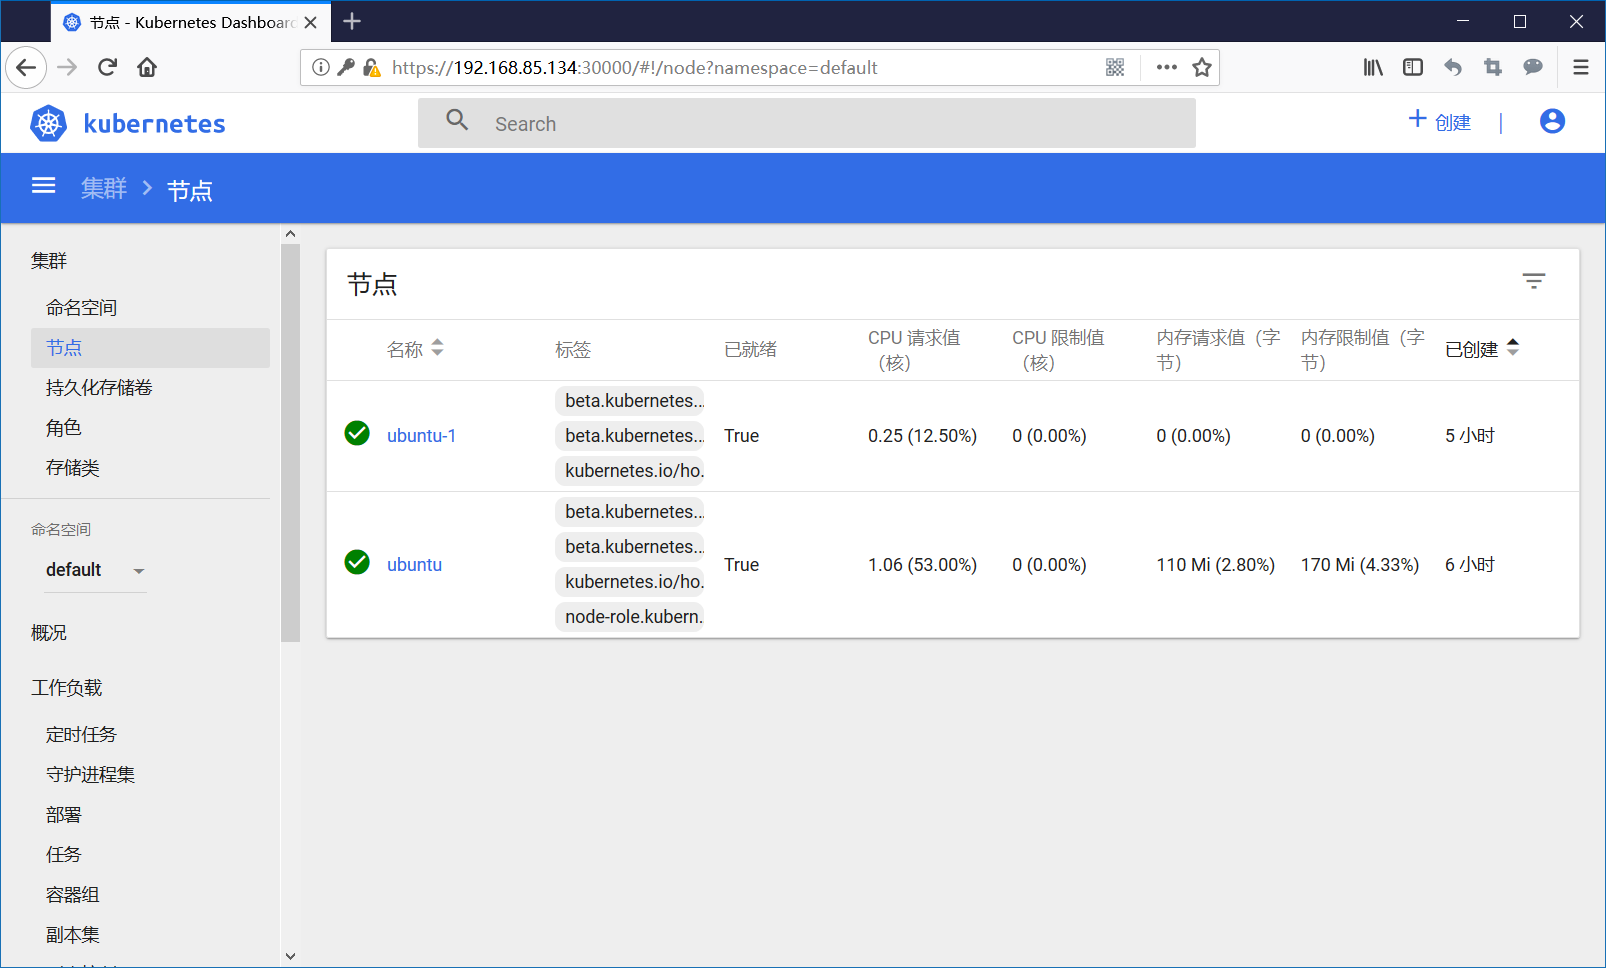 节点 - Kubernetes Dashboard
https://192.168.85.134:30000/#!/node?namespace=default
kubernetes
Search
创建
集群
节点
集群
命名空间
节点
持久化存储卷
角色
存储类
命名空间
default
概况
工作负载
定时任务
守护进程集
部署
任务
容器组
副本集
节点
名称
标签
已就绪
CPU 请求值
（核）
CPU 限制值
（核）
内存请求值（字
节）
内存限制值（字
节）
已创建
ubuntu-1
beta.kubernetes...
beta.kubernetes...
kubernetes.io/ho.
True
0.25 (12.50%)
0 (0.00%)
0 (0.00%)
0 (0.00%)
5 小时
ubuntu
beta.kubernetes...
beta.kubernetes...
kubernetes.io/ho.
node-role.kubern.
True
1.06 (53.00%)
0 (0.00%)
110 Mi (2.80%)
170 Mi (4.33%)
6 小时